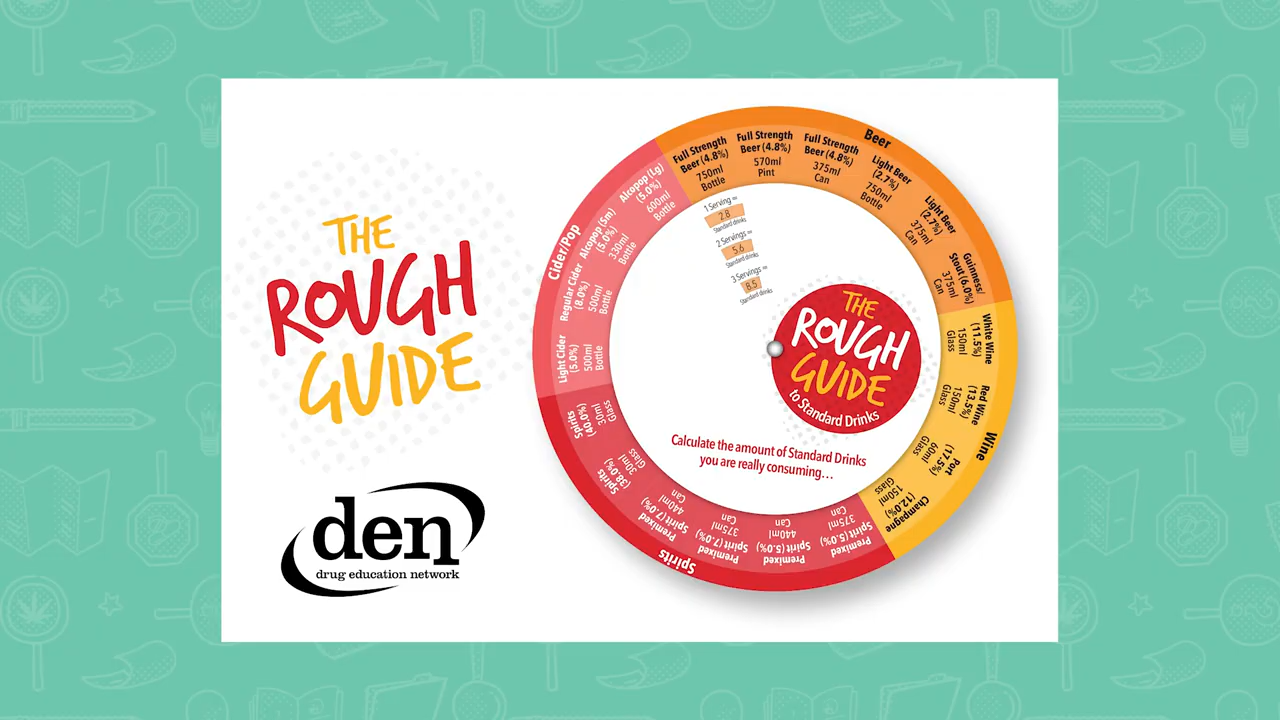 THE
ROUGH
GUIDE
den
drug education network
Beer
Full Strength
Beer (4.8%)
750ml
Bottle
Full Strength
Beer (4.8%)
570ml
Pint
Full Strength
Beer (4.8%)
375ml
Can
Light Beer
(2.7%)
750ml
Bottle
Light Beer
(2.7%)
375ml
Can
Guinness/
Stout (6.0%)
375ml
Can
Wine
White Wine
(11.5%)
150ml
Glass
Red Wine
(13.5%)
150ml
Glass
Port
(17.5%)
60ml
Glass
Champagne
(12.0%)
150ml
Glass
Spirits
Premixed
Spirit (5.0%)
375ml
Can
Premixed
Spirit (5.0%)
440ml
Can
Premixed
Spirit (7.0%)
375ml
Can
Premixed
Spirit (7.0%)
440ml
Can
Spirits
(38.0%)
30ml
Glass
Spirits
(40.0%)
30ml
Glass
Cider/Pop
Light Cider
(5.0%)
500ml
Bottle
Regular Cider
(8.0%)
500ml
Bottle
Alcopop (Sm)
(5.0%)
330ml
Bottle
Alcopop (Lg)
(5.0%)
600ml
Bottle
1 Serving =
2.8
Standard drinks
2 Servings =
5.6
Standard drinks
3 Servings =
8.5
Standard drinks
THE
ROUGH
GUIDE
to Standard Drinks
Calculate the amount of Standard Drinks
you are really consuming...